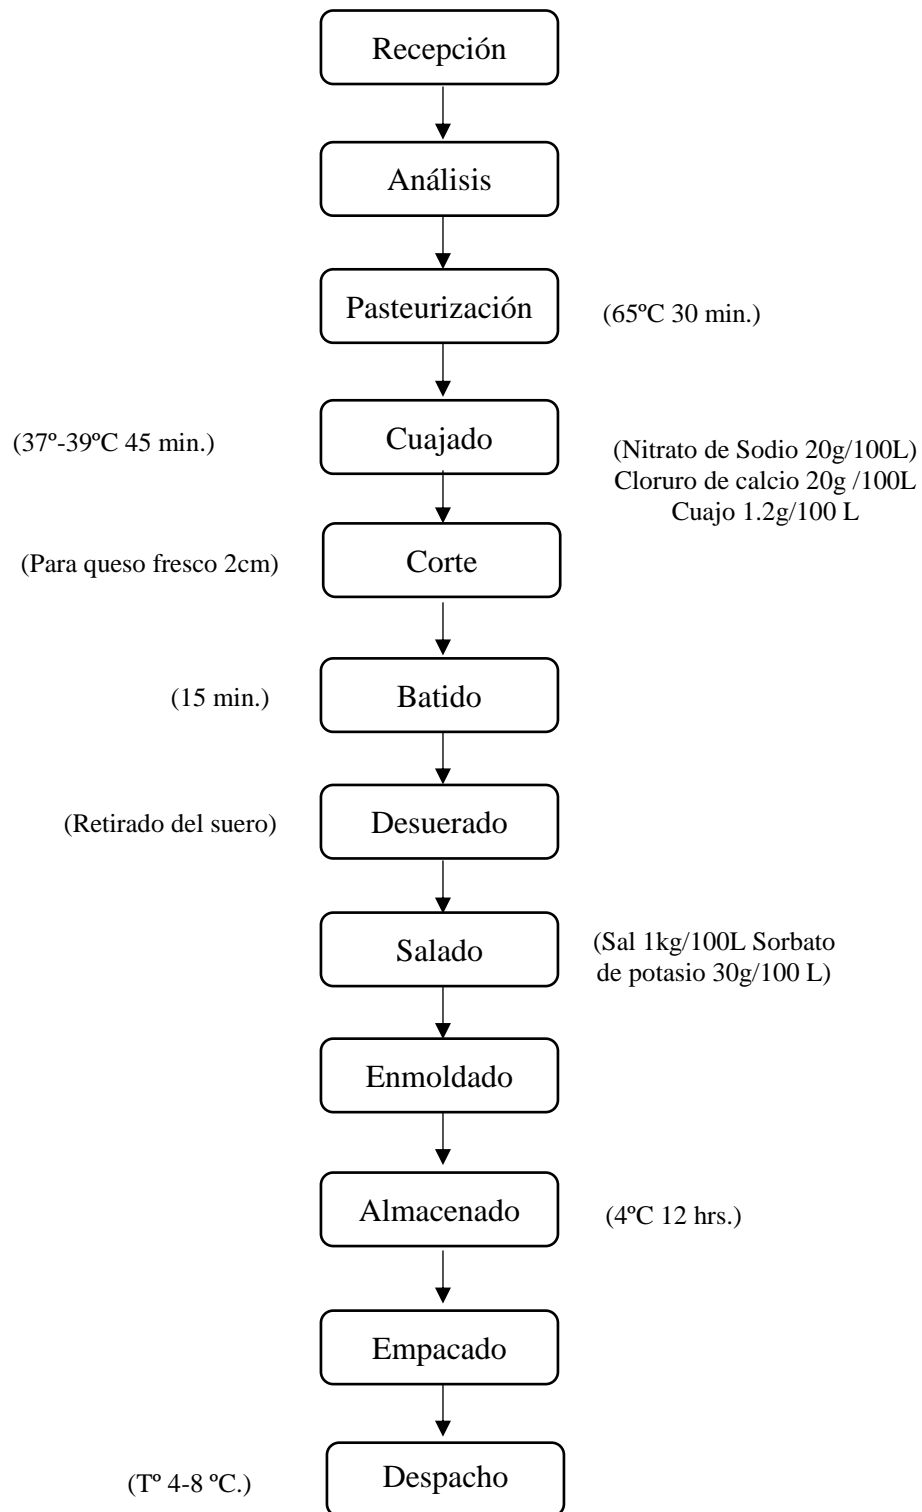 Recepción
Análisis
Pasteurización
(65ºC 30 min.)
(37º-39ºC 45 min.)
Cuajado
(Nitrato de Sodio 20g/100L)
Cloruro de calcio 20g /100L
Cuajo 1.2g/100 L
(Para queso fresco 2cm)
Corte
(15 min.)
Batido
(Retirado del suero)
Desuerado
Salado
(Sal 1kg/100L Sorbato
de potasio 30g/100 L)
Enmoldado
Almacenado
(4ºC 12 hrs.)
Empacado
(Tº 4-8 ºC.)
Despacho